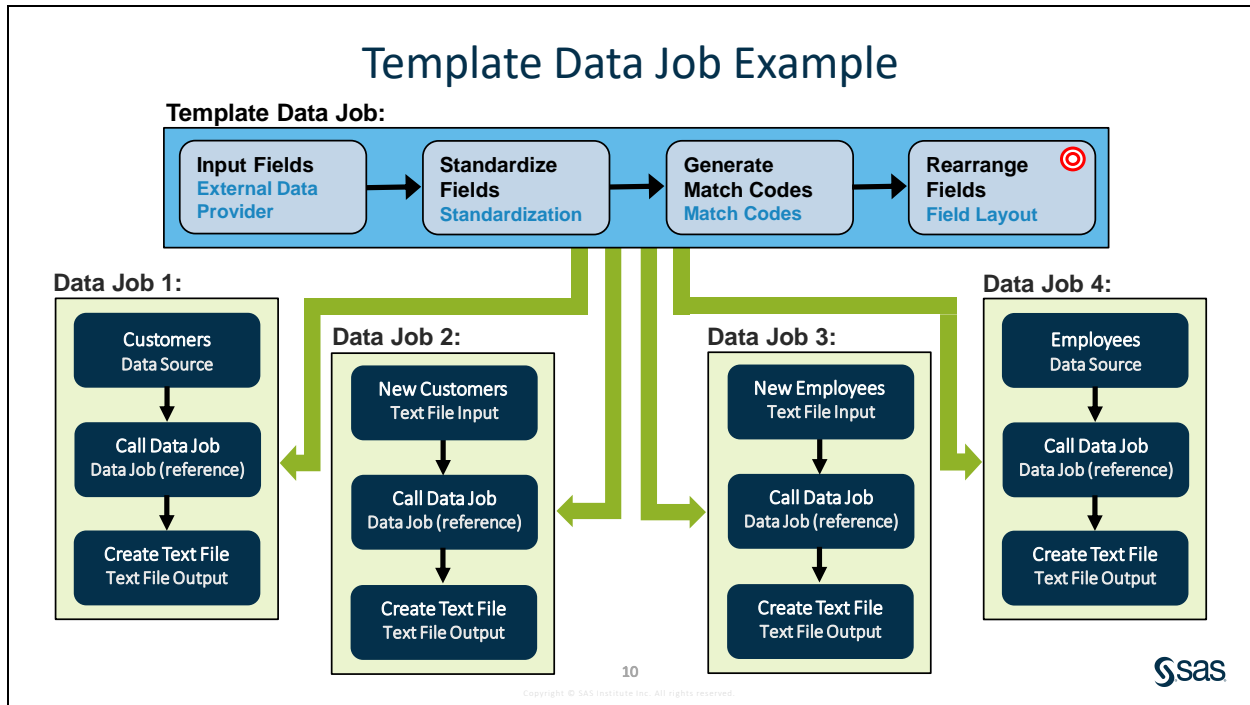 Template Data Job Example
Template Data Job:
Input Fields
External Data
Provider
Standardize
Fields
Standardization
Generate
Match Codes
Match Codes
Rearrange
Fields
Field Layout
Data Job 1:
Customers
Data Source
Call Data Job
Data Job (reference)
Create Text File
Text File Output
Data Job 2:
New Customers
Text File Input
Call Data Job
Data Job (reference)
Create Text File
Text File Output
Data Job 3:
New Employees
Text File Input
Call Data Job
Data Job (reference)
Create Text File
Text File Output
Data Job 4:
Employees
Data Source
Call Data Job
Data Job (reference)
Create Text File
Text File Output
10
Copyright © SAS Institute Inc. All rights reserved.
sas